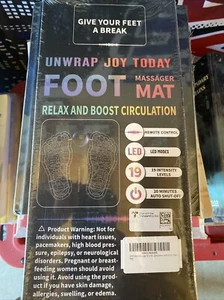 GIVE YOUR FEET
A BREAK
UNWRAP JOY TODAY
FOOT MASSAGER MAT
RELAX AND BOOST CIRCULATION
REMOTE CONTROL
LED
LED MODES
19
19 INTENSITY
LEVELS
20 MINUTES
AUTO SHUT-OFF
⚠ Product Warning: Not for
individuals with heart issues,
pacemakers, high blood pres-
sure, epilepsy, or neurological
disorders. Pregnant or breast-
feeding women should avoid
using it. Avoid using the prod-
uct if you have skin damage,
allergies, swelling, or edema.